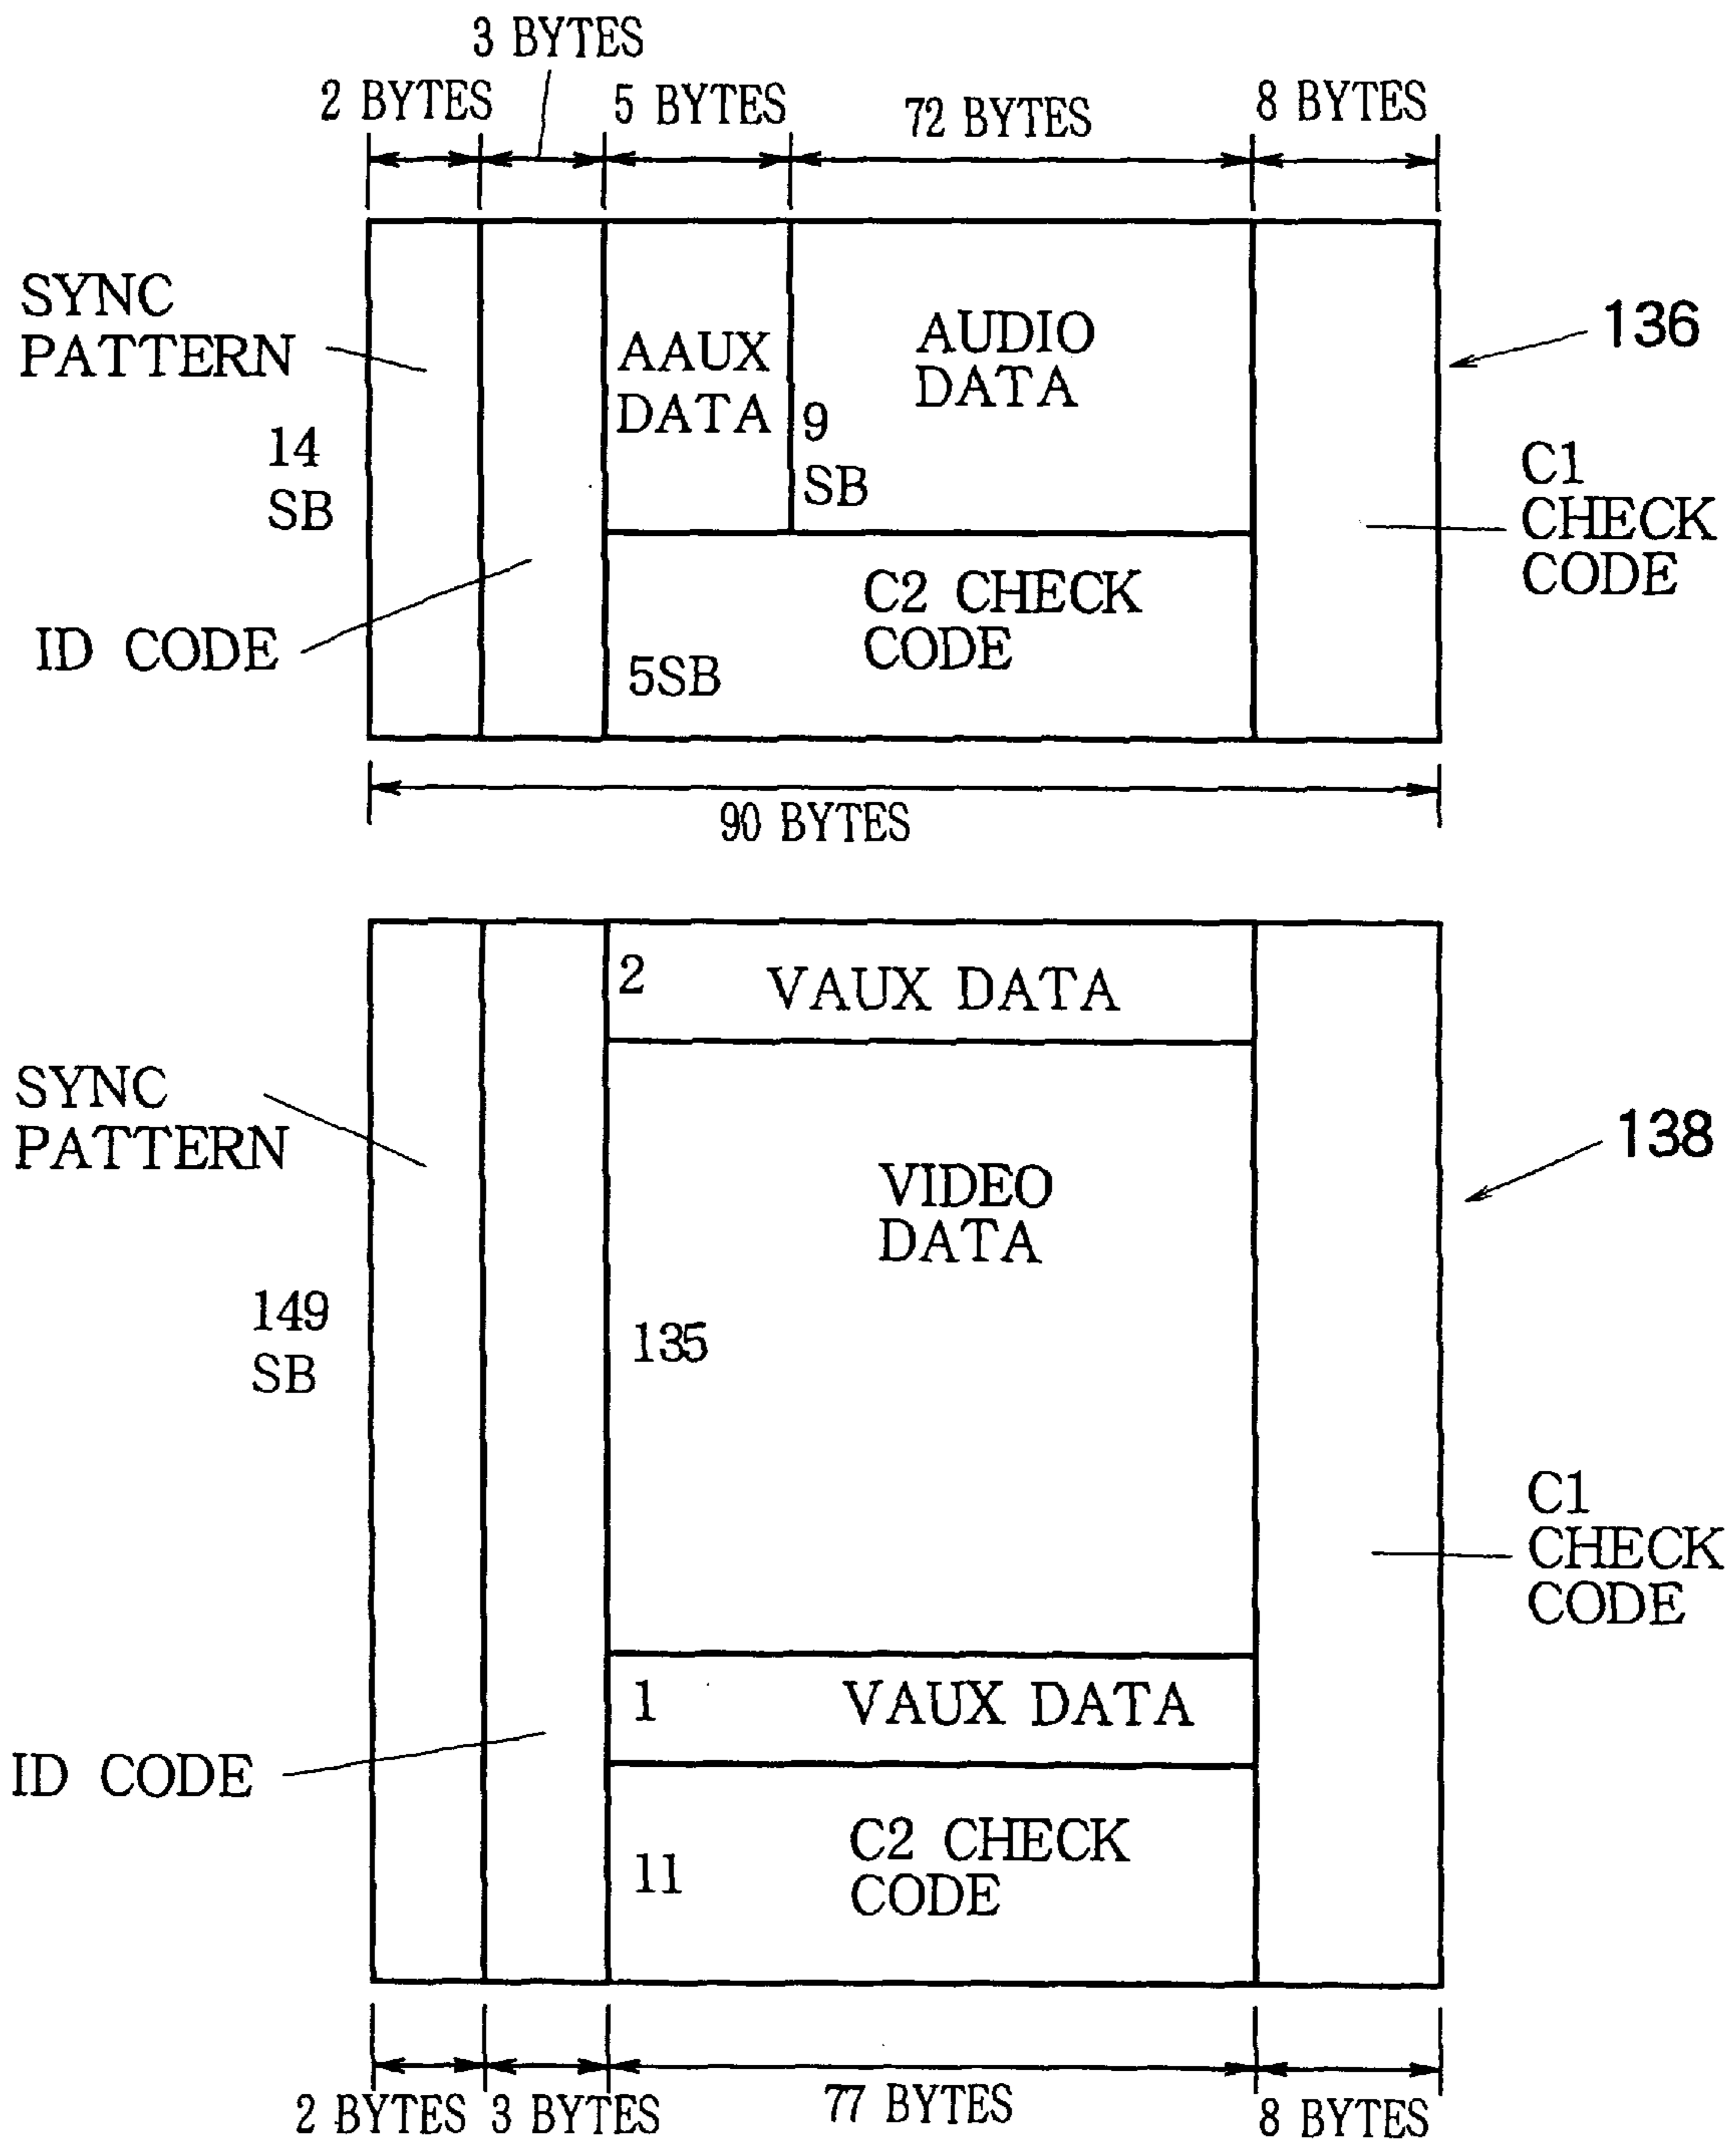 3 BYTES
2 BYTES
5 BYTES
72 BYTES
8 BYTES
SYNC
PATTERN
14
SB
ID CODE
AAUX
DATA
9
SB
AUDIO
DATA
136
C1
CHECK
CODE
C2 CHECK
CODE
5SB
90 BYTES
2
VAUX DATA
SYNC
PATTERN
VIDEO
DATA
138
149
SB
135
C1
CHECK
CODE
1
VAUX DATA
ID CODE
C2 CHECK
CODE
11
2 BYTES
3 BYTES
77 BYTES
8 BYTES